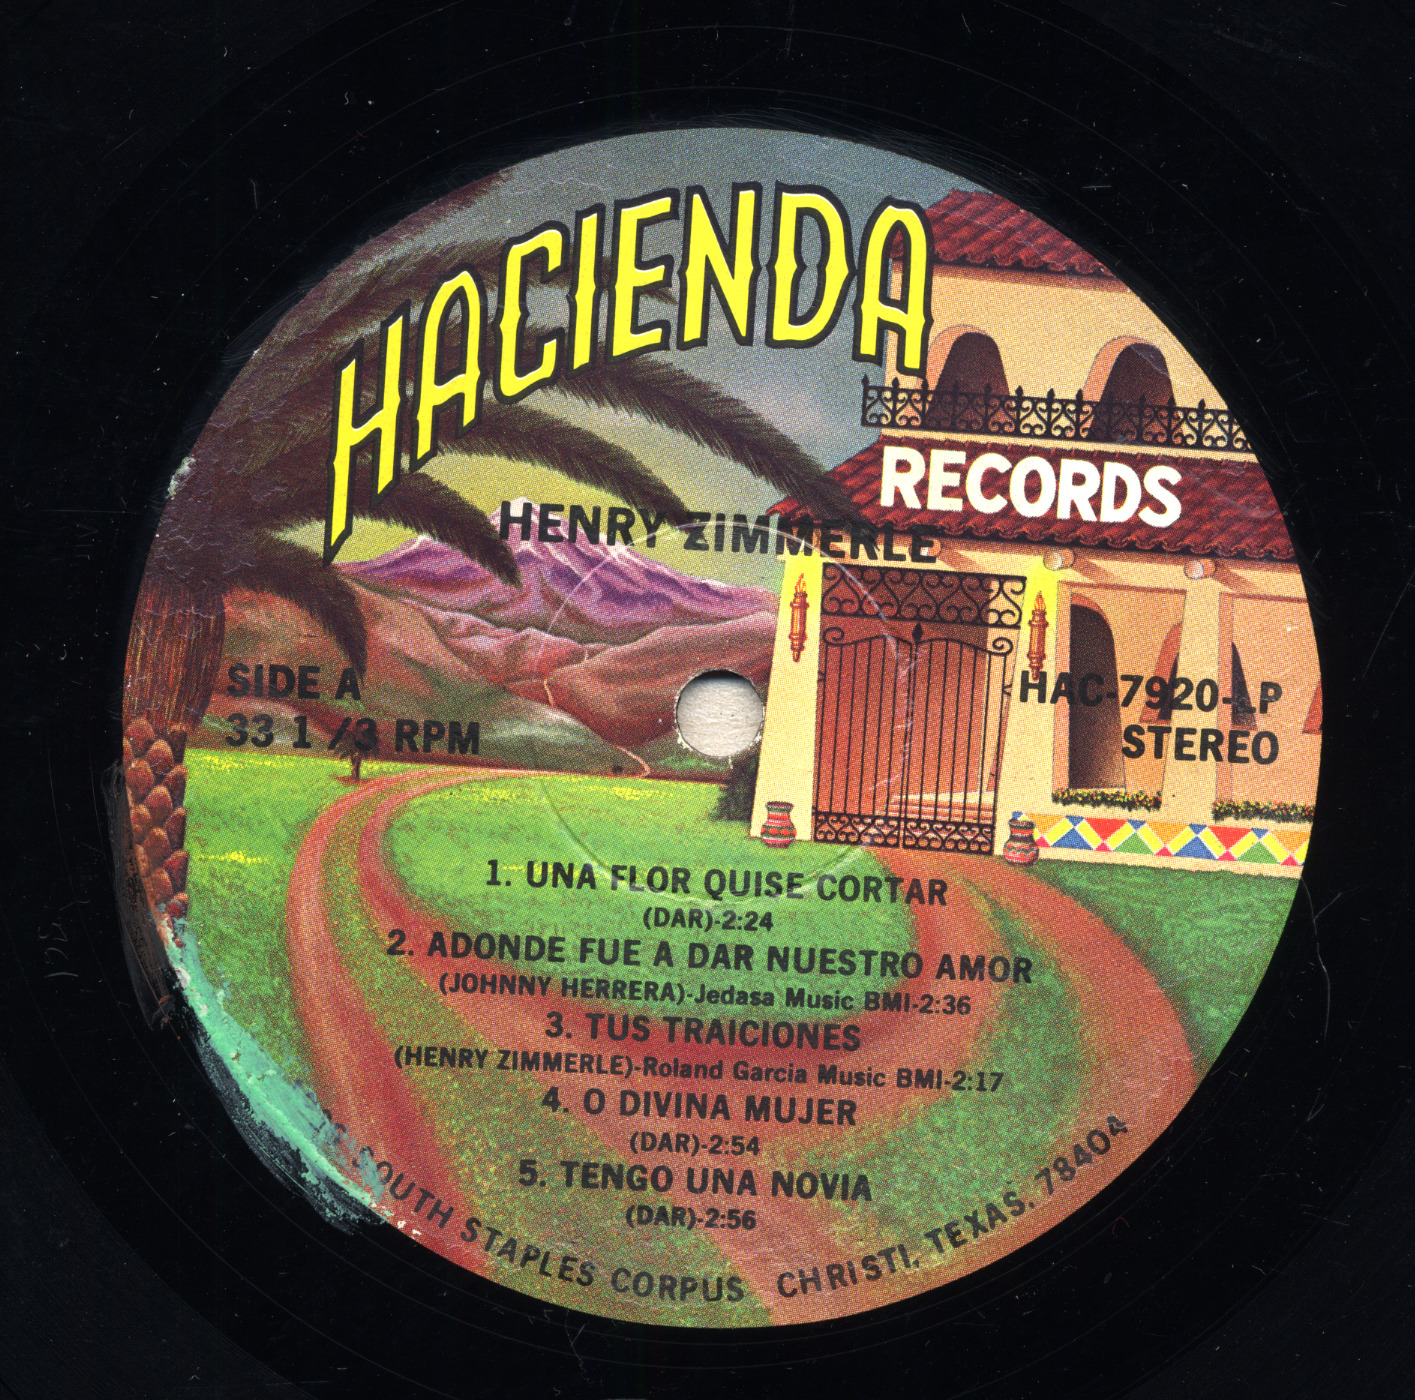 HACIENDA
RECORDS
HENRY ZIMMERLE
SIDE A
33 1/3 RPM
HAC-7920-LP
STEREO
1. UNA FLOR QUISE CORTAR
(DAR)-2:24
2. ADONDE FUE A DAR NUESTRO AMOR
(JOHNNY HERRERA)-Jedasa Music BMI-2:36
3. TUS TRAICIONES
(HENRY ZIMMERLE)-Roland Garcia Music BMI-2:17
4. O DIVINA MUJER
(DAR)-2:54
5. TENGO UNA NOVIA
(DAR)-2:56
SOUTH STAPLES CORPUS CHRISTI, TEXAS. 78404